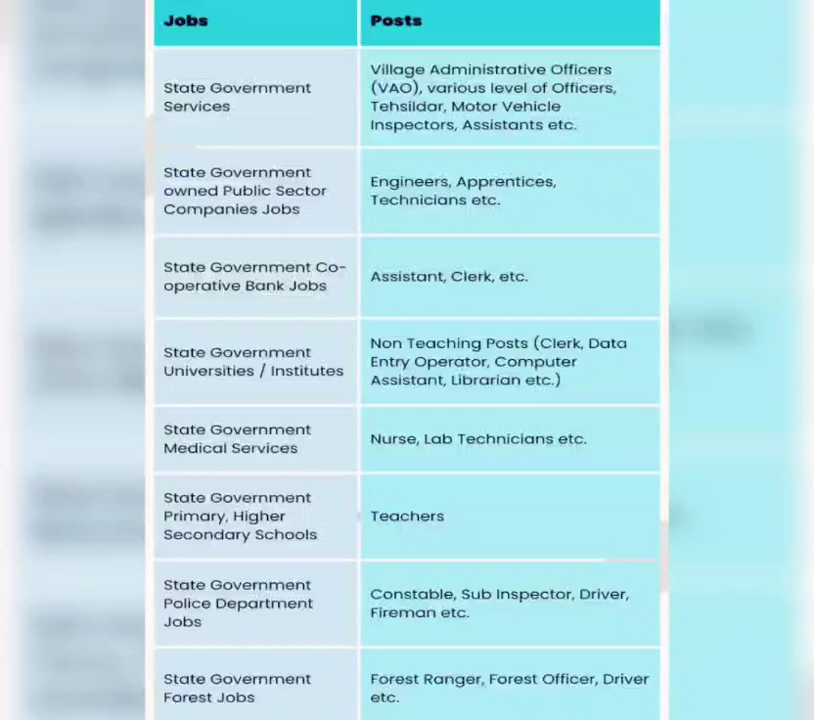 Jobs
Posts
State Government
Services
Village Administrative Officers
(VAO), various level of Officers,
Tehsildar, Motor Vehicle
Inspectors, Assistants etc.
State Government
owned Public Sector
Companies Jobs
Engineers, Apprentices,
Technicians etc.
State Government Co-
operative Bank Jobs
Assistant, Clerk, etc.
State Government
Universities / Institutes
Non Teaching Posts (Clerk, Data
Entry Operator, Computer
Assistant, Librarian etc.)
State Government
Medical Services
Nurse, Lab Technicians etc.
State Government
Primary, Higher
Secondary Schools
Teachers
State Government
Police Department
Jobs
Constable, Sub Inspector, Driver,
Fireman etc.
State Government
Forest Jobs
Forest Ranger, Forest Officer, Driver
etc.